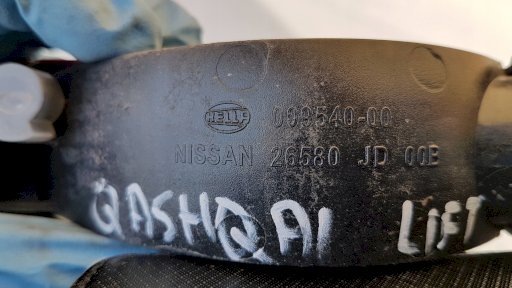 HELLA 009540-00
NISSAN 26580 JD 00B
QASHQAI LIFT